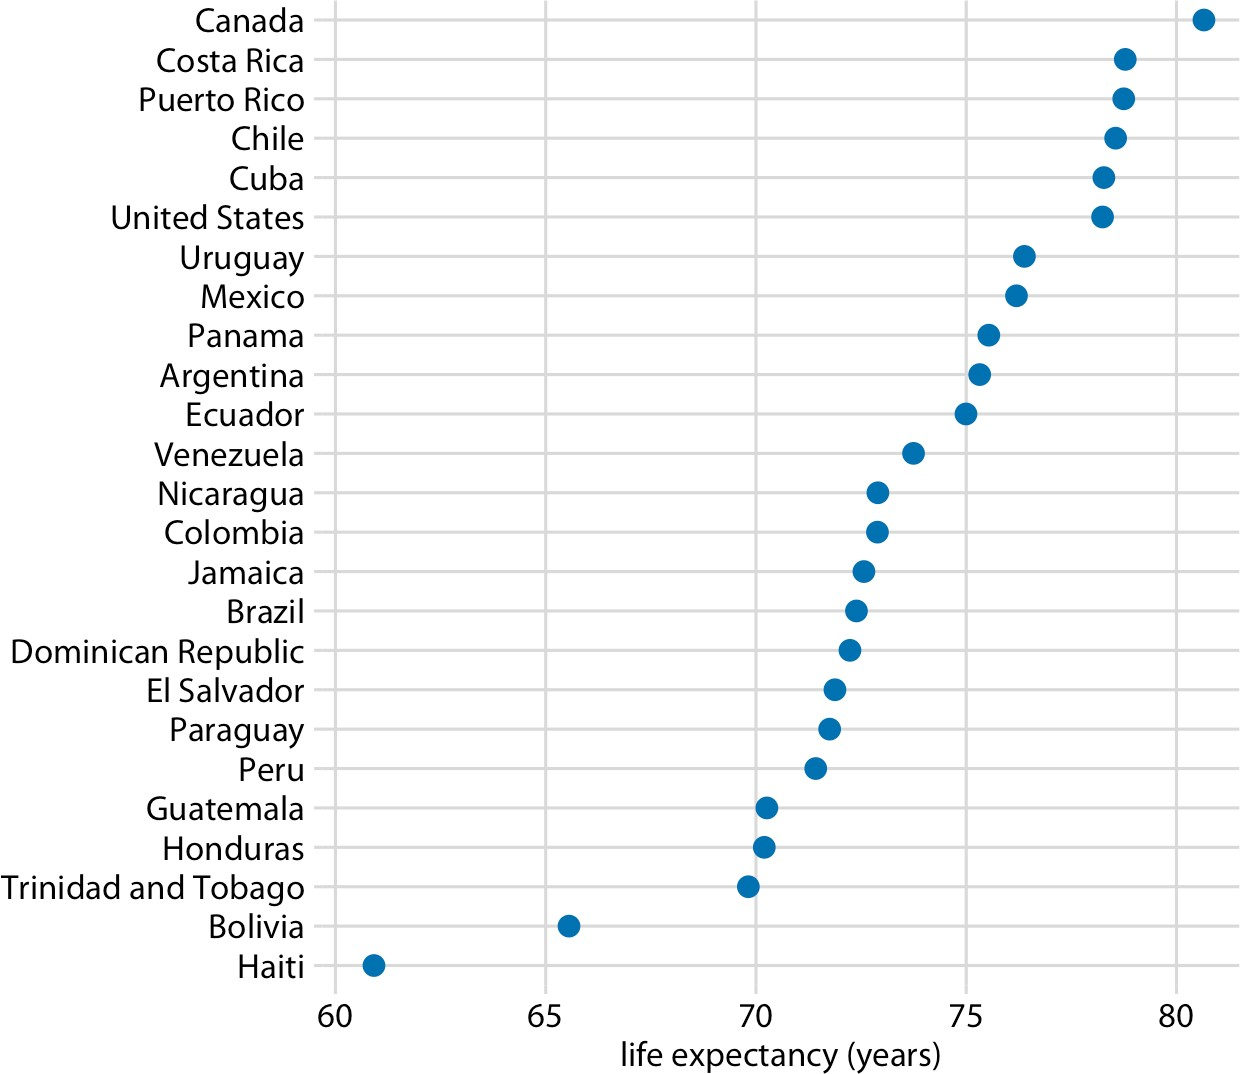 Canada
Costa Rica
Puerto Rico
Chile
Cuba
United States
Uruguay
Mexico
Panama
Argentina
Ecuador
Venezuela
Nicaragua
Colombia
Jamaica
Brazil
Dominican Republic
El Salvador
Paraguay
Peru
Guatemala
Honduras
Trinidad and Tobago
Bolivia
Haiti
60 65 70 75 80
life expectancy (years)